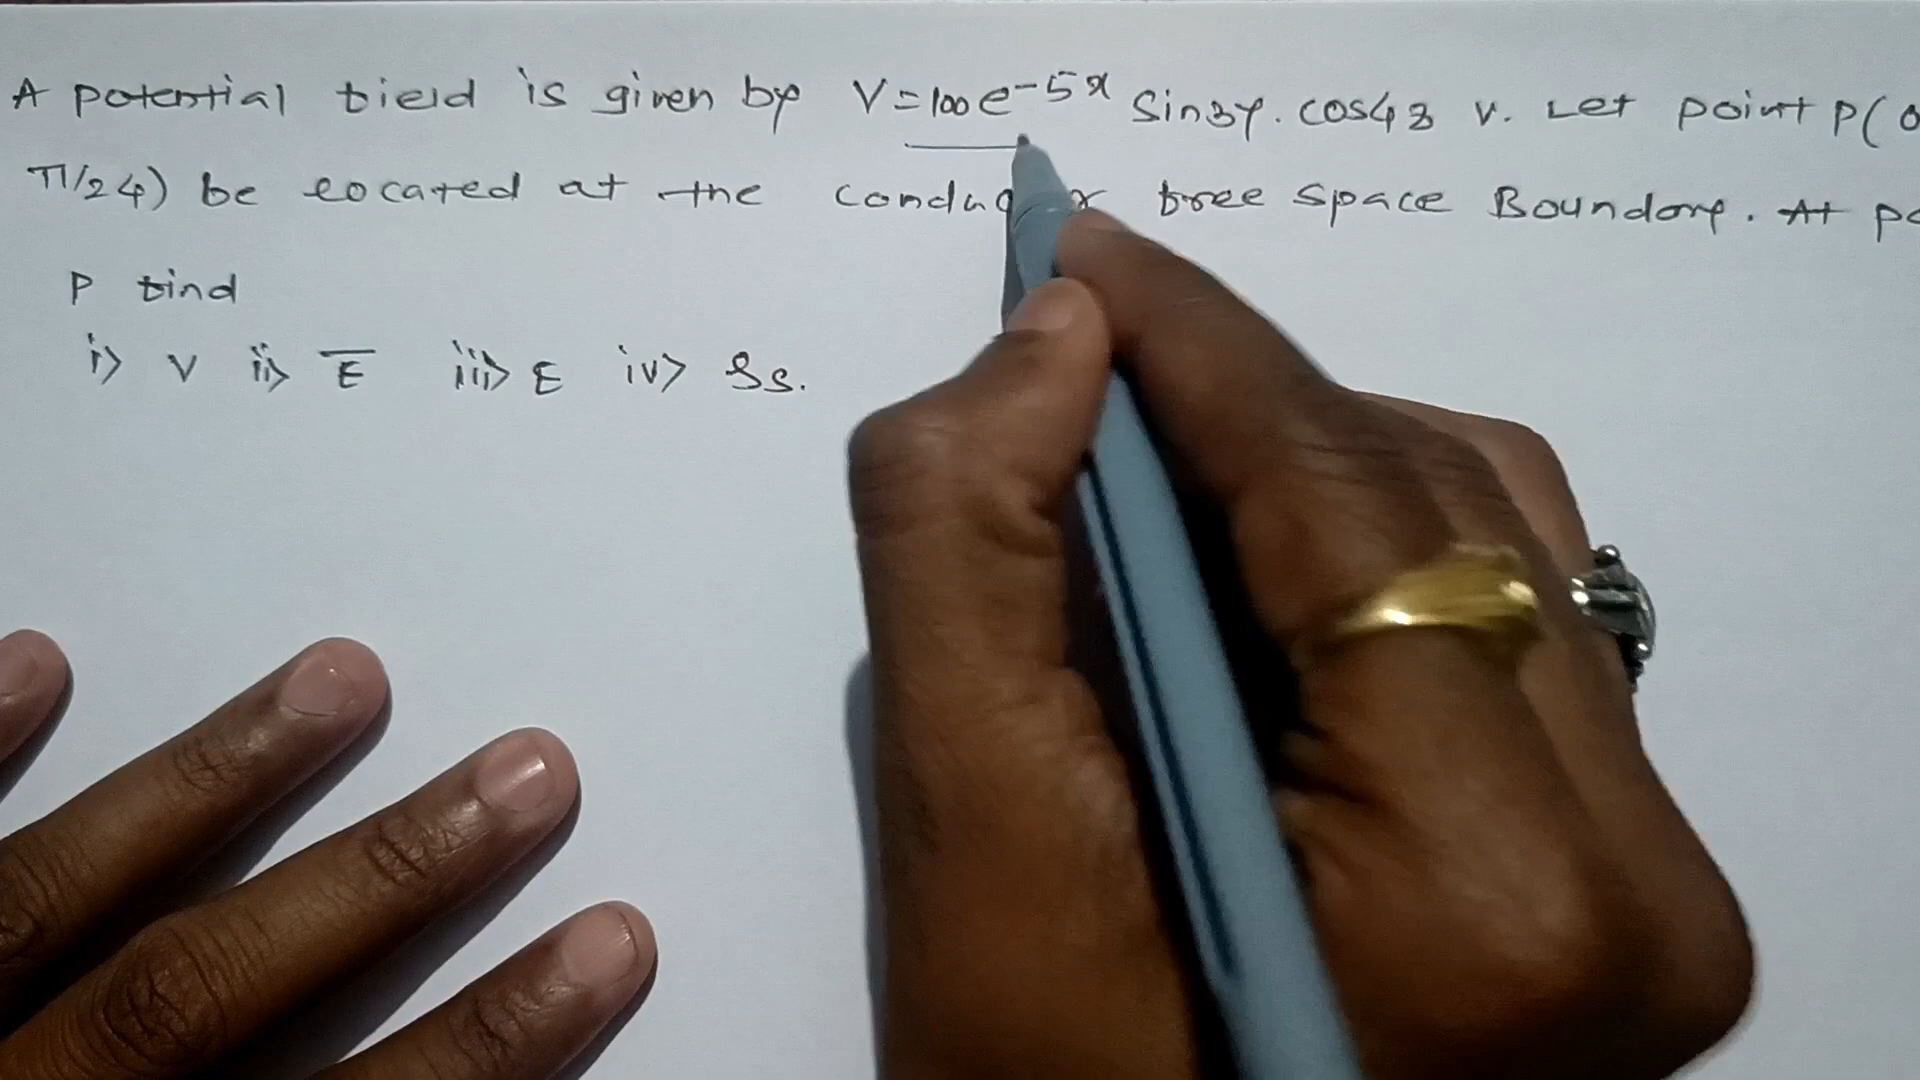 A potential field is given by V=100e^-5x Sin3y.cos4z v. Let point P(0
π/24) be located at the free space Boundary. At
P find
i) V ii) E̅ iii) E iv) ρs.